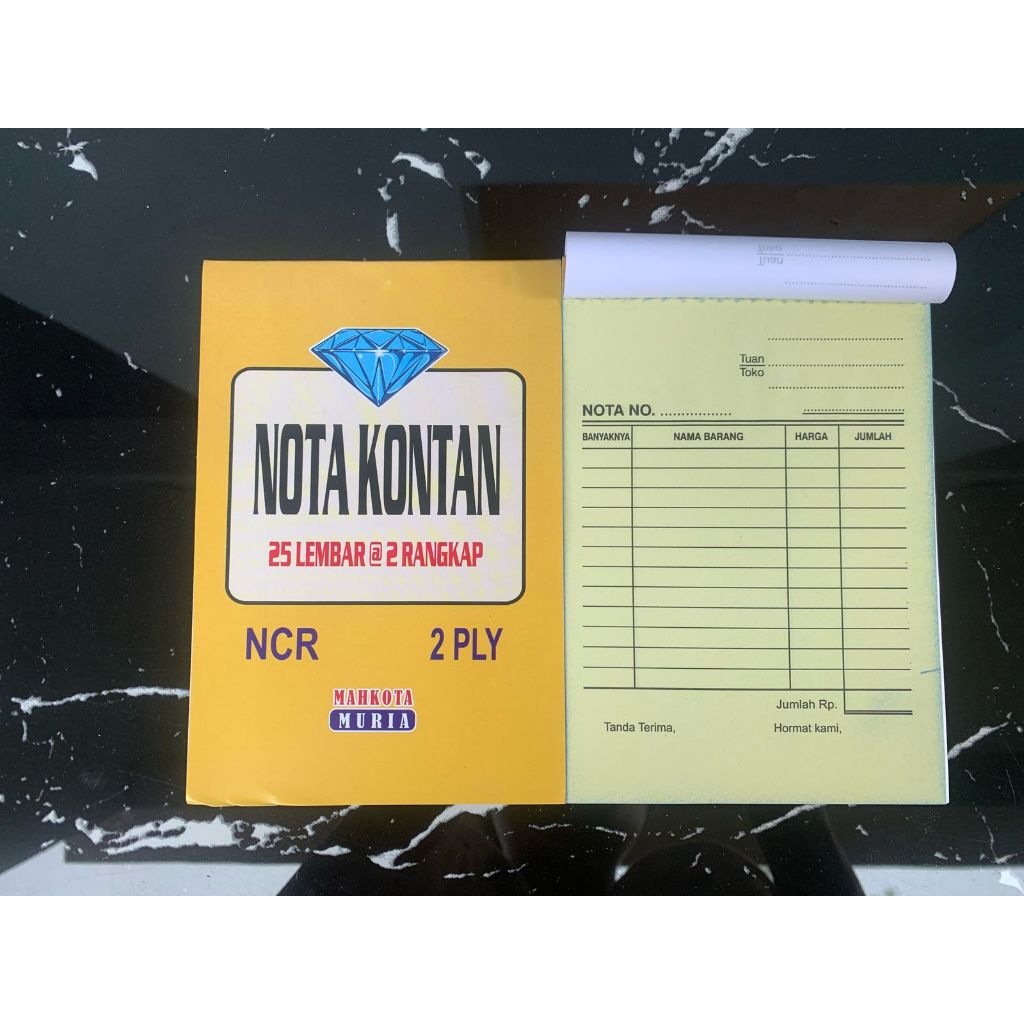 NOTA KONTAN
25 LEMBAR @ 2 RANGKAP
NCR 2 PLY
MAHKOTA
MURIA
Tuan
Toko
Tuan
Toko
NOTA NO. ..................
BANYAKNYA NAMA BARANG HARGA JUMLAH
Jumlah Rp.
Tanda Terima, Hormat kami,